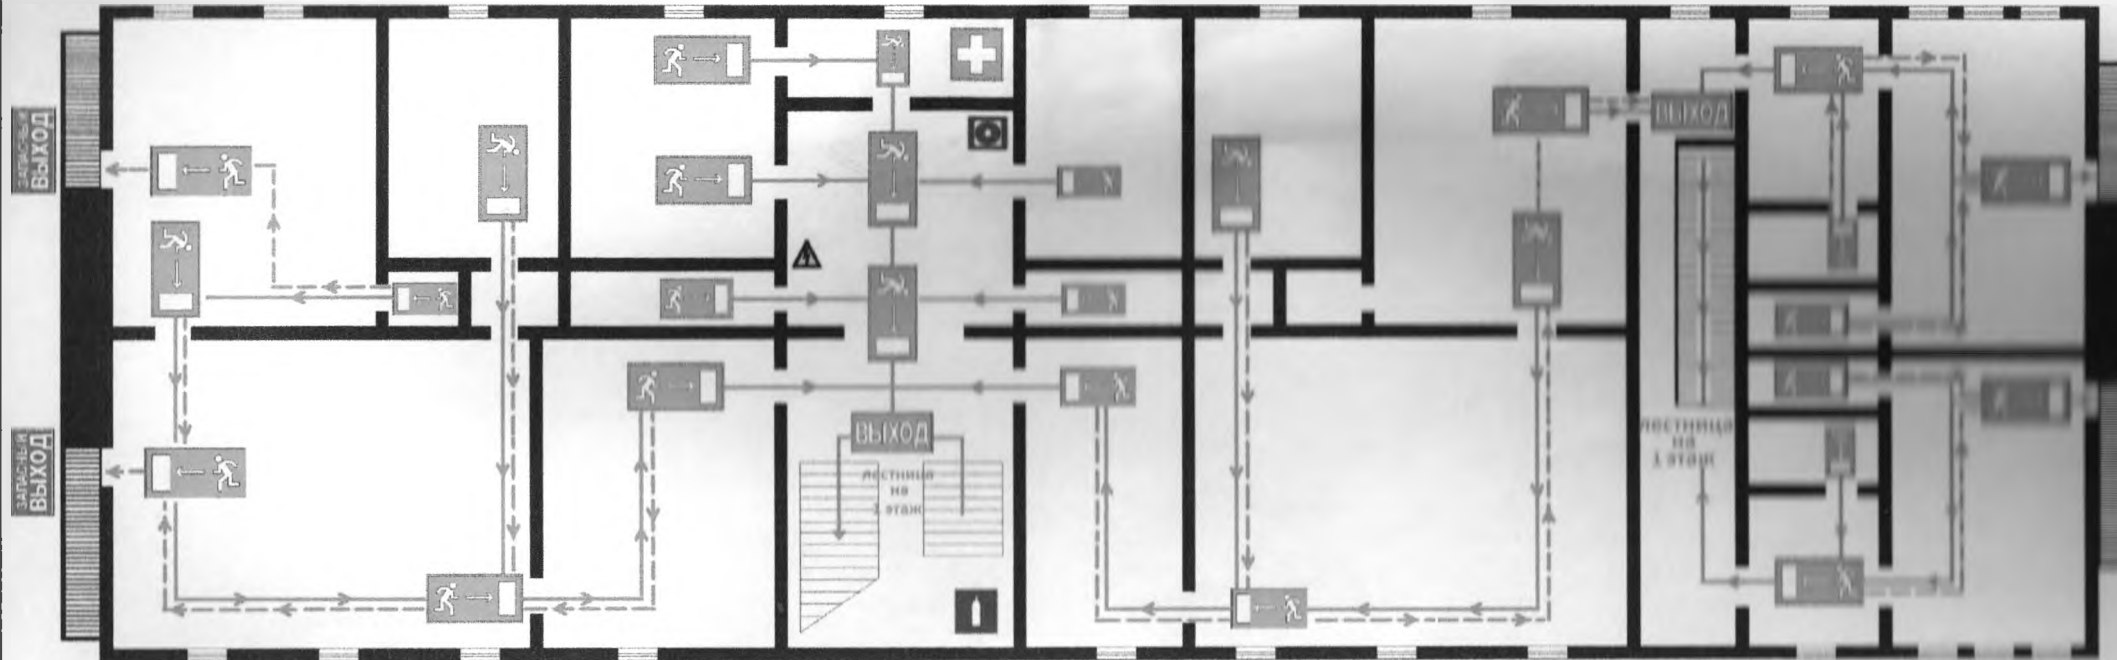 ЗАПАСНЫЙ
ВЫХОД
ЗАПАСНЫЙ
ВЫХОД
ВЫХОД
лестница
на
1 этаж
ВЫХОД
лестница
на
1 этаж